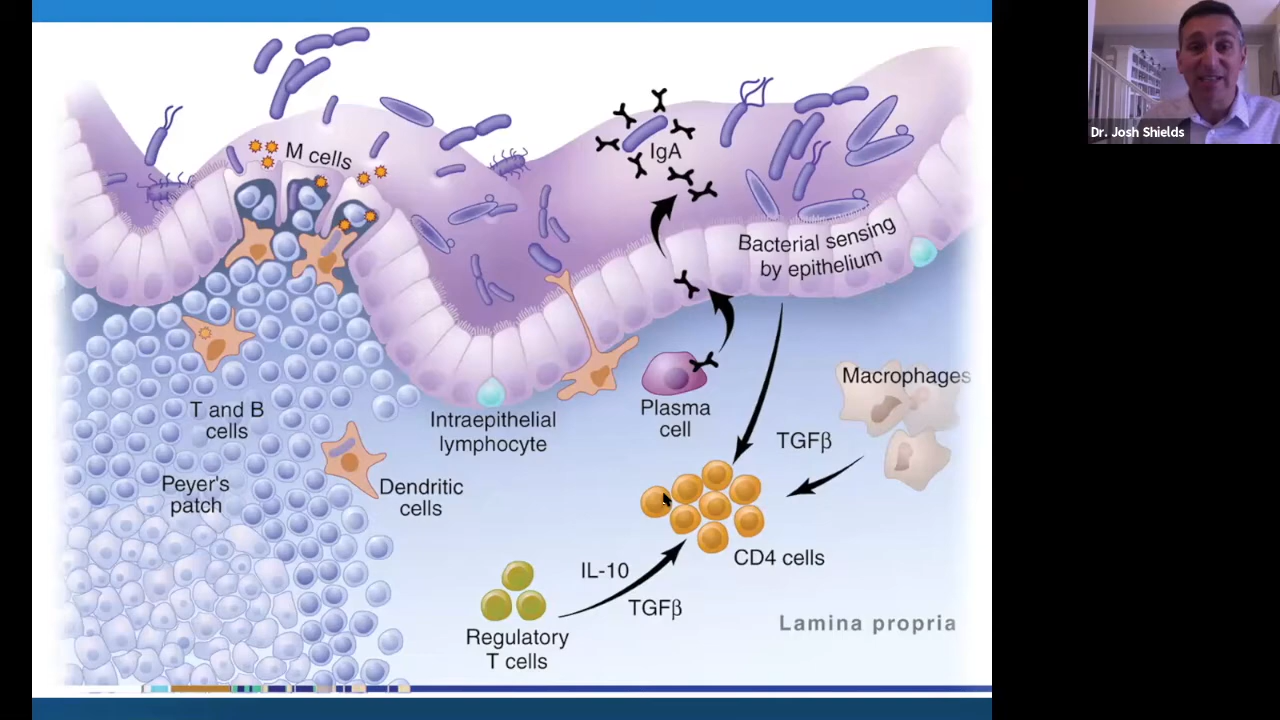 M cells
IgA
Bacterial sensing
by epithelium
Macrophages
T and B
cells
Intraepithelial
lymphocyte
Plasma
cell
TGFβ
Peyer's
patch
Dendritic
cells
CD4 cells
IL-10
TGFβ
Regulatory
T cells
Lamina propria
Dr. Josh Shields